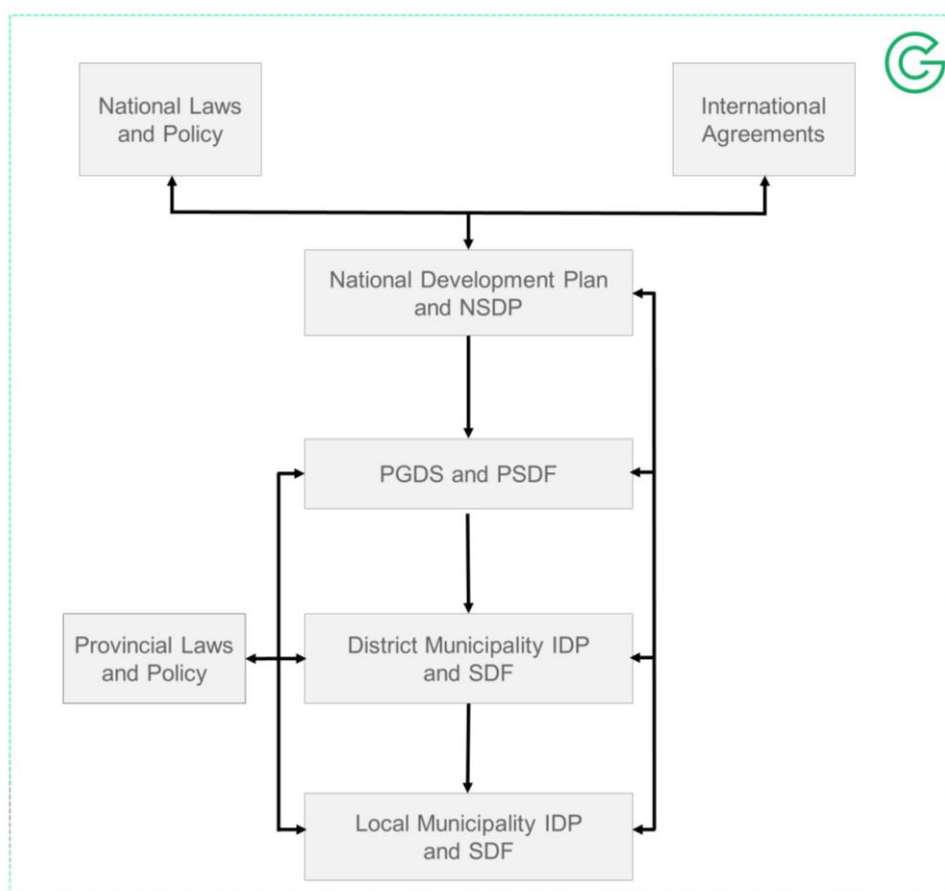 National Laws
and Policy
International
Agreements
National Development Plan
and NSDP
PGDS and PSDF
Provincial Laws
and Policy
District Municipality IDP
and SDF
Local Municipality IDP
and SDF